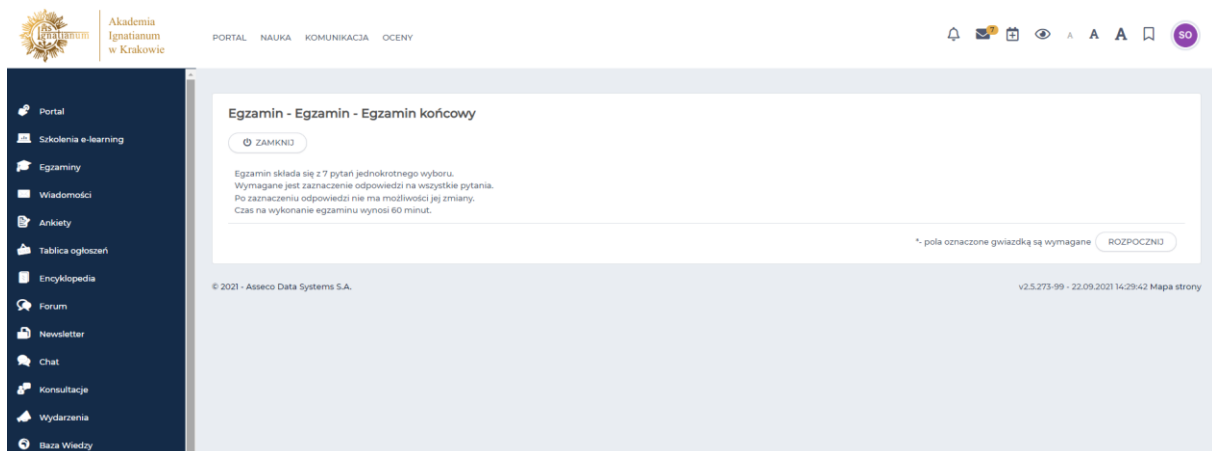 As
Ignatianum
Akademia
Ignatianum
w Krakowie
PORTAL NAUKA KOMUNIKACJA OCENY
7
A A A
SO
Portal
Szkolenia e-learning
Egzaminy
Wiadomości
Ankiety
Tablica ogłoszeń
Encyklopedia
Forum
Newsletter
Chat
Konsultacje
Wydarzenia
Baza Wiedzy
Egzamin - Egzamin - Egzamin końcowy
ZAMKNIJ
Egzamin składa się z 7 pytań jednokrotnego wyboru.
Wymagane jest zaznaczenie odpowiedzi na wszystkie pytania.
Po zaznaczeniu odpowiedzi nie ma możliwości jej zmiany.
Czas na wykonanie egzaminu wynosi 60 minut.
*- pola oznaczone gwiazdką są wymagane ROZPOCZNIJ
© 2021 - Asseco Data Systems S.A. v2.5.273-99 - 22.09.2021 14:29:42 Mapa strony